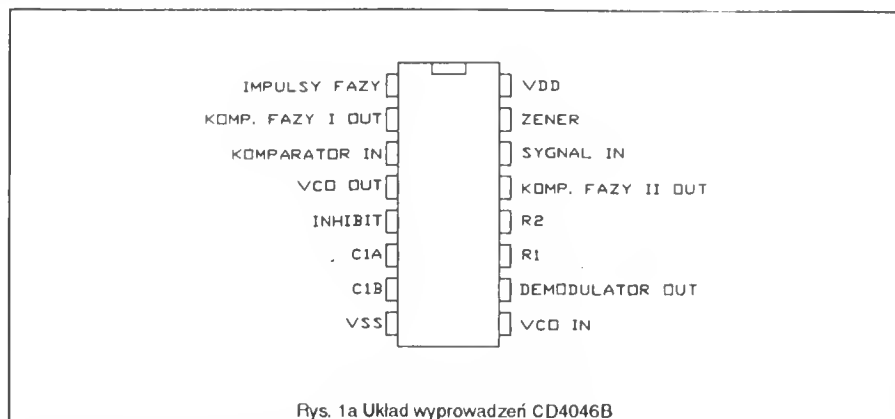 IMPULSY FAZY
VDD
KOMP. FAZY I OUT
ZENER
KOMPARATOR IN
SYGNAL IN
VCO OUT
KOMP. FAZY II OUT
INHIBIT
R2
C1A
R1
C1B
DEMODULATOR OUT
VSS
VCO IN
Rys. 1a Układ wyprowadzeń CD4046B